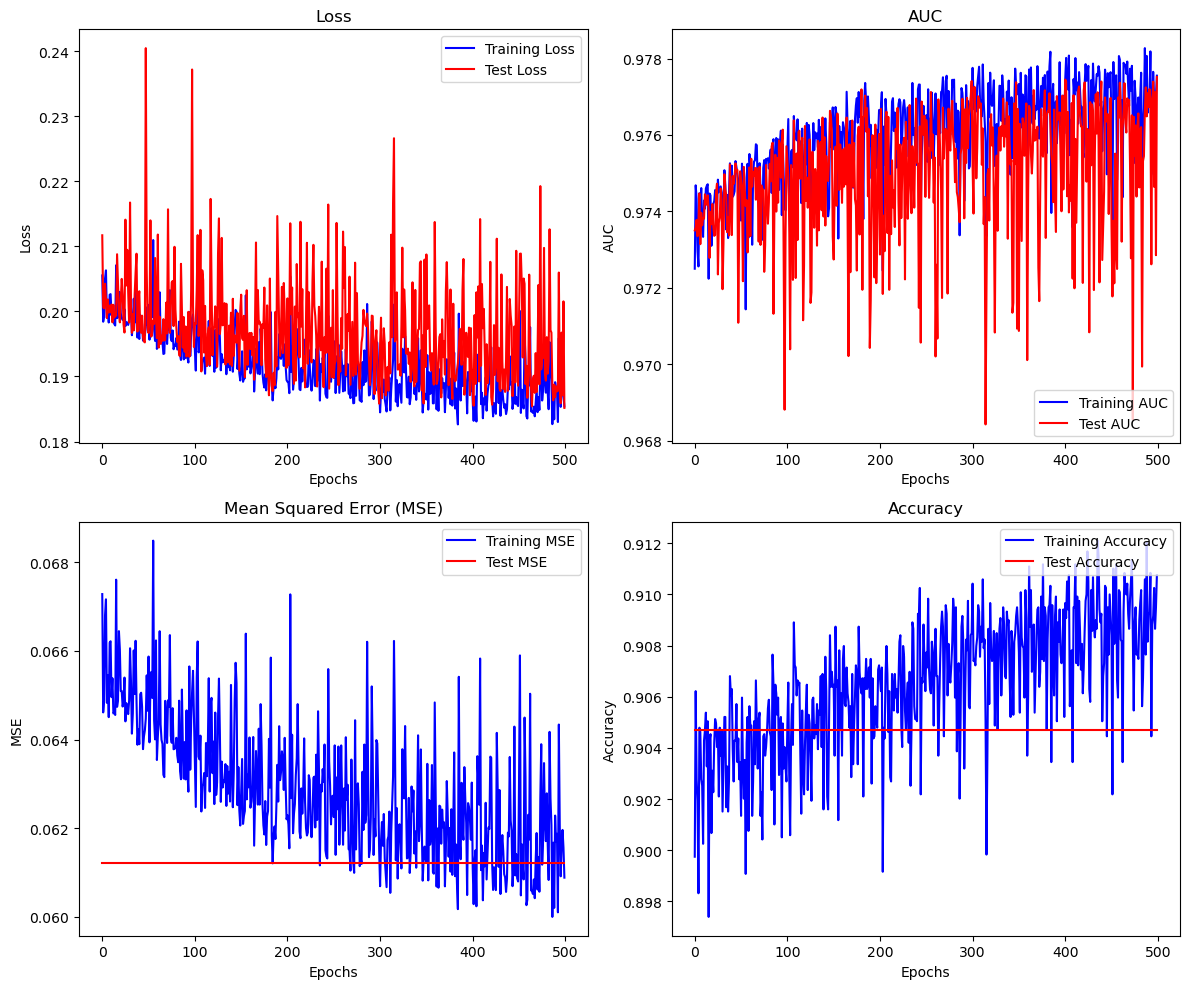 Loss
Training Loss
Test Loss
0.24
0.23
0.22
0.21
0.20
0.19
0.18
Loss
0 100 200 300 400 500
Epochs
AUC
0.978
0.976
0.974
0.972
0.970
0.968
AUC
Training AUC
Test AUC
0 100 200 300 400 500
Epochs
Mean Squared Error (MSE)
Training MSE
Test MSE
0.068
0.066
0.064
0.062
0.060
MSE
0 100 200 300 400 500
Epochs
Accuracy
Training Accuracy
Test Accuracy
0.912
0.910
0.908
0.906
0.904
0.902
0.900
0.898
Accuracy
0 100 200 300 400 500
Epochs